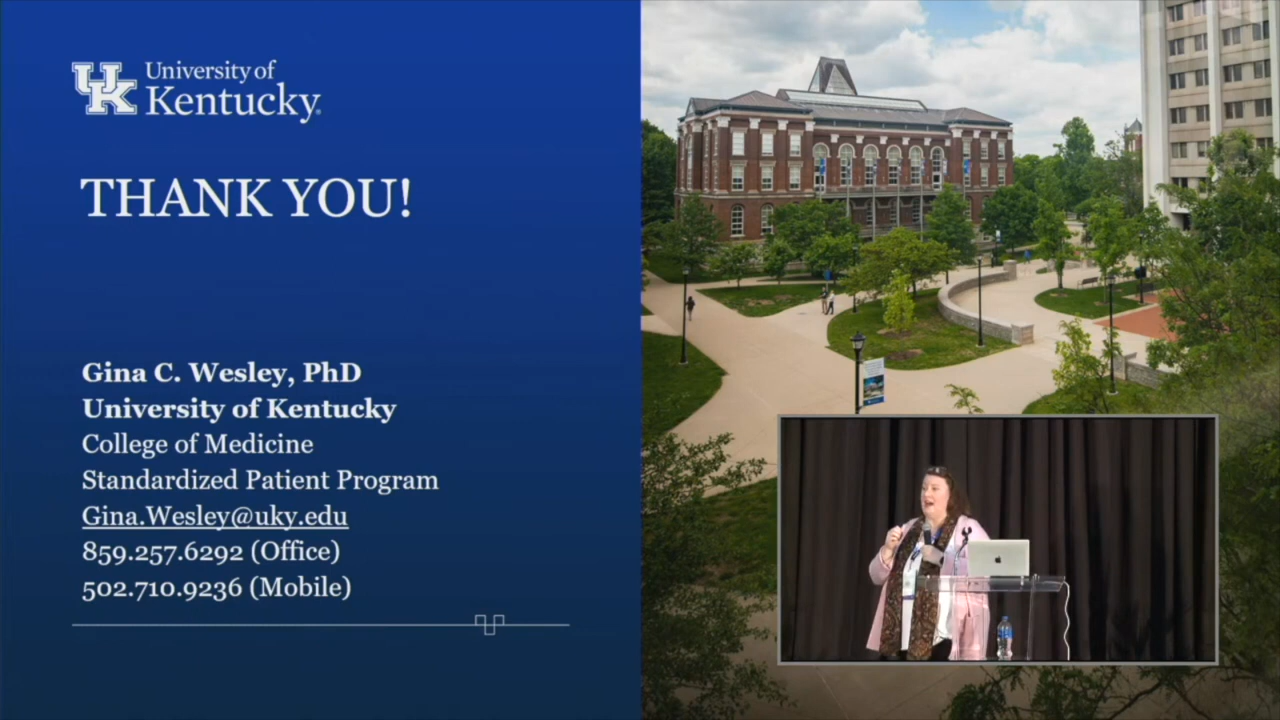 UK University of
Kentucky
THANK YOU!
Gina C. Wesley, PhD
University of Kentucky
College of Medicine
Standardized Patient Program
Gina.Wesley@uky.edu
859.257.6292 (Office)
502.710.9236 (Mobile)